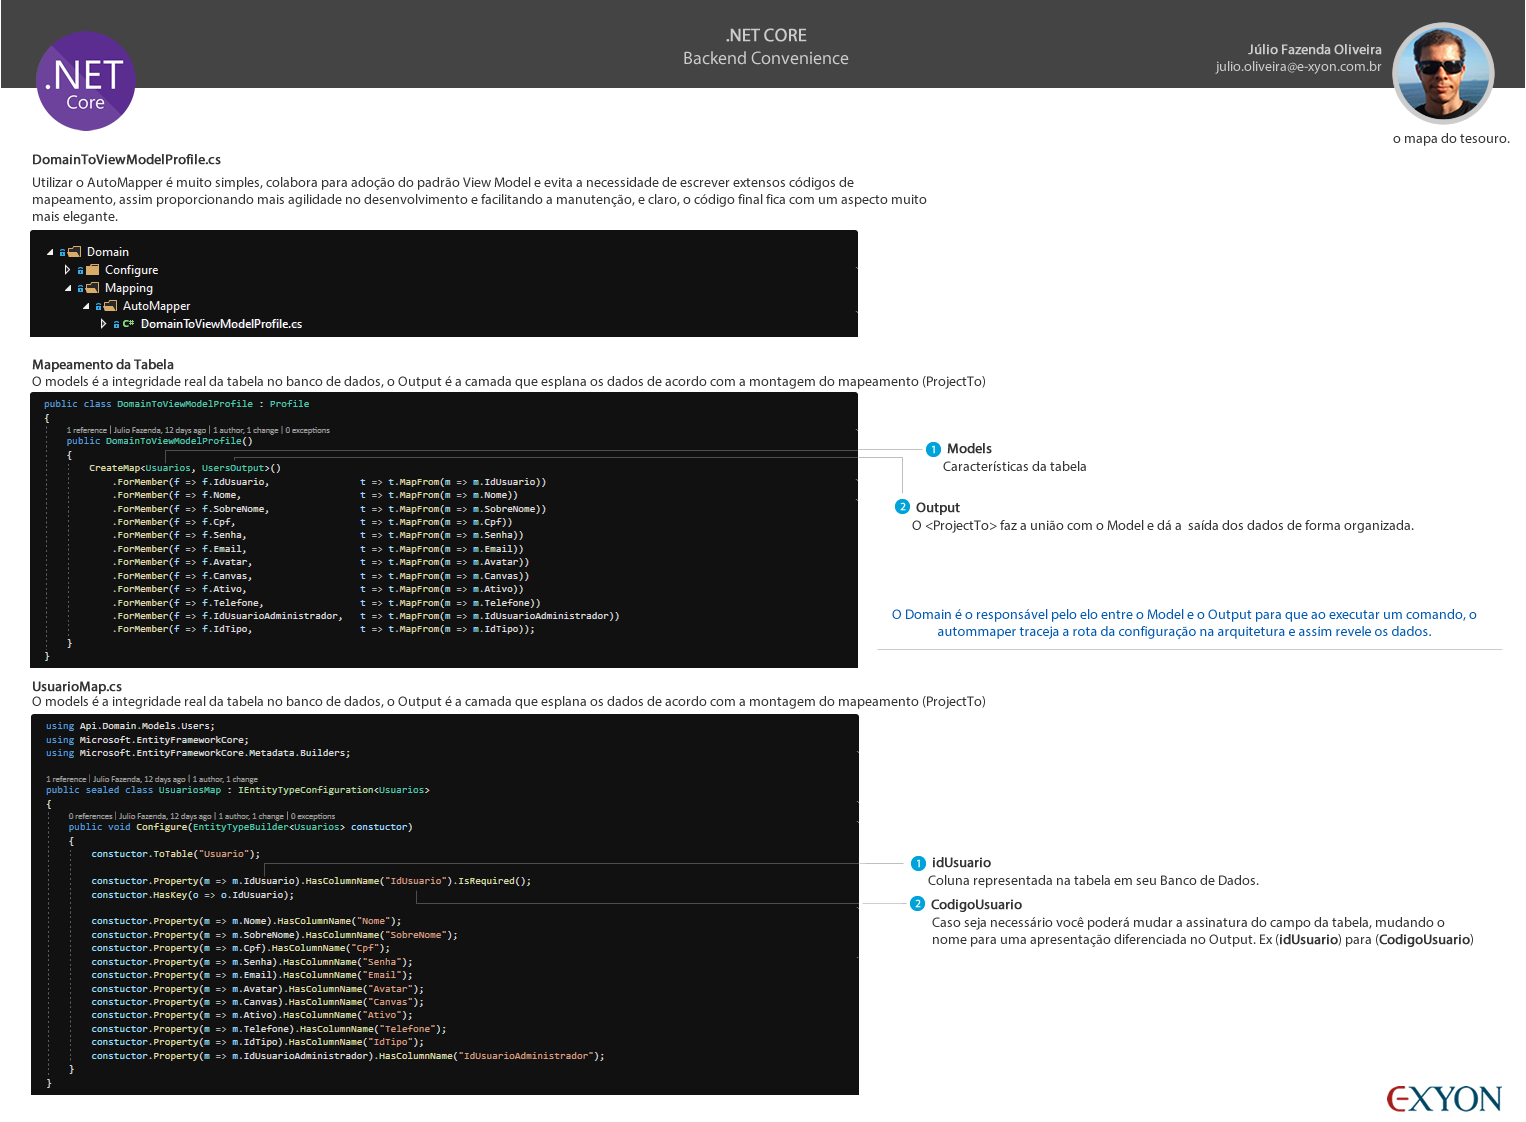 .NET CORE
Backend Convenience
.NET
Core
Júlio Fazenda Oliveira
julio.oliveira@e-xyon.com.br
o mapa do tesouro.
DomainToViewModelProfile.cs
Utilizar o AutoMapper é muito simples, colabora para adoção do padrão View Model e evita a necessidade de escrever extensos códigos de
mapeamento, assim proporcionando mais agilidade no desenvolvimento e facilitando a manutenção, e claro, o código final fica com um aspecto muito
mais elegante.
Domain
Configure
Mapping
AutoMapper
C# DomainToViewModelProfile.cs
Mapeamento da Tabela
O models é a integridade real da tabela no banco de dados, o Output é a camada que esplana os dados de acordo com a montagem do mapeamento (ProjectTo)
public class DomainToViewModelProfile : Profile
{
1 reference | Julio Fazenda, 12 days ago | 1 author, 1 change | 0 exceptions
public DomainToViewModelProfile()
{
CreateMap<Usuarios, UsersOutput>()
.ForMember(f => f.IdUsuario, t => t.MapFrom(m => m.IdUsuario))
.ForMember(f => f.Nome, t => t.MapFrom(m => m.Nome))
.ForMember(f => f.SobreNome, t => t.MapFrom(m => m.SobreNome))
.ForMember(f => f.Cpf, t => t.MapFrom(m => m.Cpf))
.ForMember(f => f.Senha, t => t.MapFrom(m => m.Senha))
.ForMember(f => f.Email, t => t.MapFrom(m => m.Email))
.ForMember(f => f.Avatar, t => t.MapFrom(m => m.Avatar))
.ForMember(f => f.Canvas, t => t.MapFrom(m => m.Canvas))
.ForMember(f => f.Ativo, t => t.MapFrom(m => m.Ativo))
.ForMember(f => f.Telefone, t => t.MapFrom(m => m.Telefone))
.ForMember(f => f.IdUsuarioAdministrador, t => t.MapFrom(m => m.IdUsuarioAdministrador))
.ForMember(f => f.IdTipo, t => t.MapFrom(m => m.IdTipo));
}
}
1 Models
Características da tabela
2 Output
O <ProjectTo> faz a união com o Model e dá a saída dos dados de forma organizada.
O Domain é o responsável pelo elo entre o Model e o Output para que ao executar um comando, o
autommaper traceja a rota da configuração na arquitetura e assim revele os dados.
UsuarioMap.cs
O models é a integridade real da tabela no banco de dados, o Output é a camada que esplana os dados de acordo com a montagem do mapeamento (ProjectTo)
using Api.Domain.Models.Users;
using Microsoft.EntityFrameworkCore;
using Microsoft.EntityFrameworkCore.Metadata.Builders;
1 reference | Julio Fazenda, 12 days ago | 1 author, 1 change
public sealed class UsuariosMap : IEntityTypeConfiguration<Usuarios>
{
0 references | Julio Fazenda, 12 days ago | 1 author, 1 change | 0 exceptions
public void Configure(EntityTypeBuilder<Usuarios> constuctor)
{
constuctor.ToTable("Usuario");
constuctor.Property(m => m.IdUsuario).HasColumnName("IdUsuario").IsRequired();
constuctor.HasKey(o => o.IdUsuario);
constuctor.Property(m => m.Nome).HasColumnName("Nome");
constuctor.Property(m => m.SobreNome).HasColumnName("SobreNome");
constuctor.Property(m => m.Cpf).HasColumnName("Cpf");
constuctor.Property(m => m.Senha).HasColumnName("Senha");
constuctor.Property(m => m.Email).HasColumnName("Email");
constuctor.Property(m => m.Avatar).HasColumnName("Avatar");
constuctor.Property(m => m.Canvas).HasColumnName("Canvas");
constuctor.Property(m => m.Ativo).HasColumnName("Ativo");
constuctor.Property(m => m.Telefone).HasColumnName("Telefone");
constuctor.Property(m => m.IdTipo).HasColumnName("IdTipo");
constuctor.Property(m => m.IdUsuarioAdministrador).HasColumnName("IdUsuarioAdministrador");
}
}
1 idUsuario
Coluna representada na tabela em seu Banco de Dados.
2 CodigoUsuario
Caso seja necessário você poderá mudar a assinatura do campo da tabela, mudando o
nome para uma apresentação diferenciada no Output. Ex (idUsuario) para (CodigoUsuario)
E-XYON